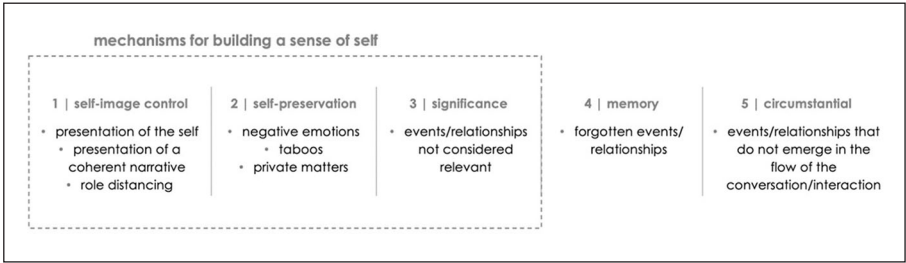 mechanisms for building a sense of self
1 | self-image control
• presentation of the self
• presentation of a
coherent narrative
• role distancing
2 | self-preservation
• negative emotions
• taboos
• private matters
3 | significance
• events/relationships
not considered
relevant
4 | memory
• forgotten events/
relationships
5 | circumstantial
• events/relationships that
do not emerge in the
flow of the
conversation/interaction